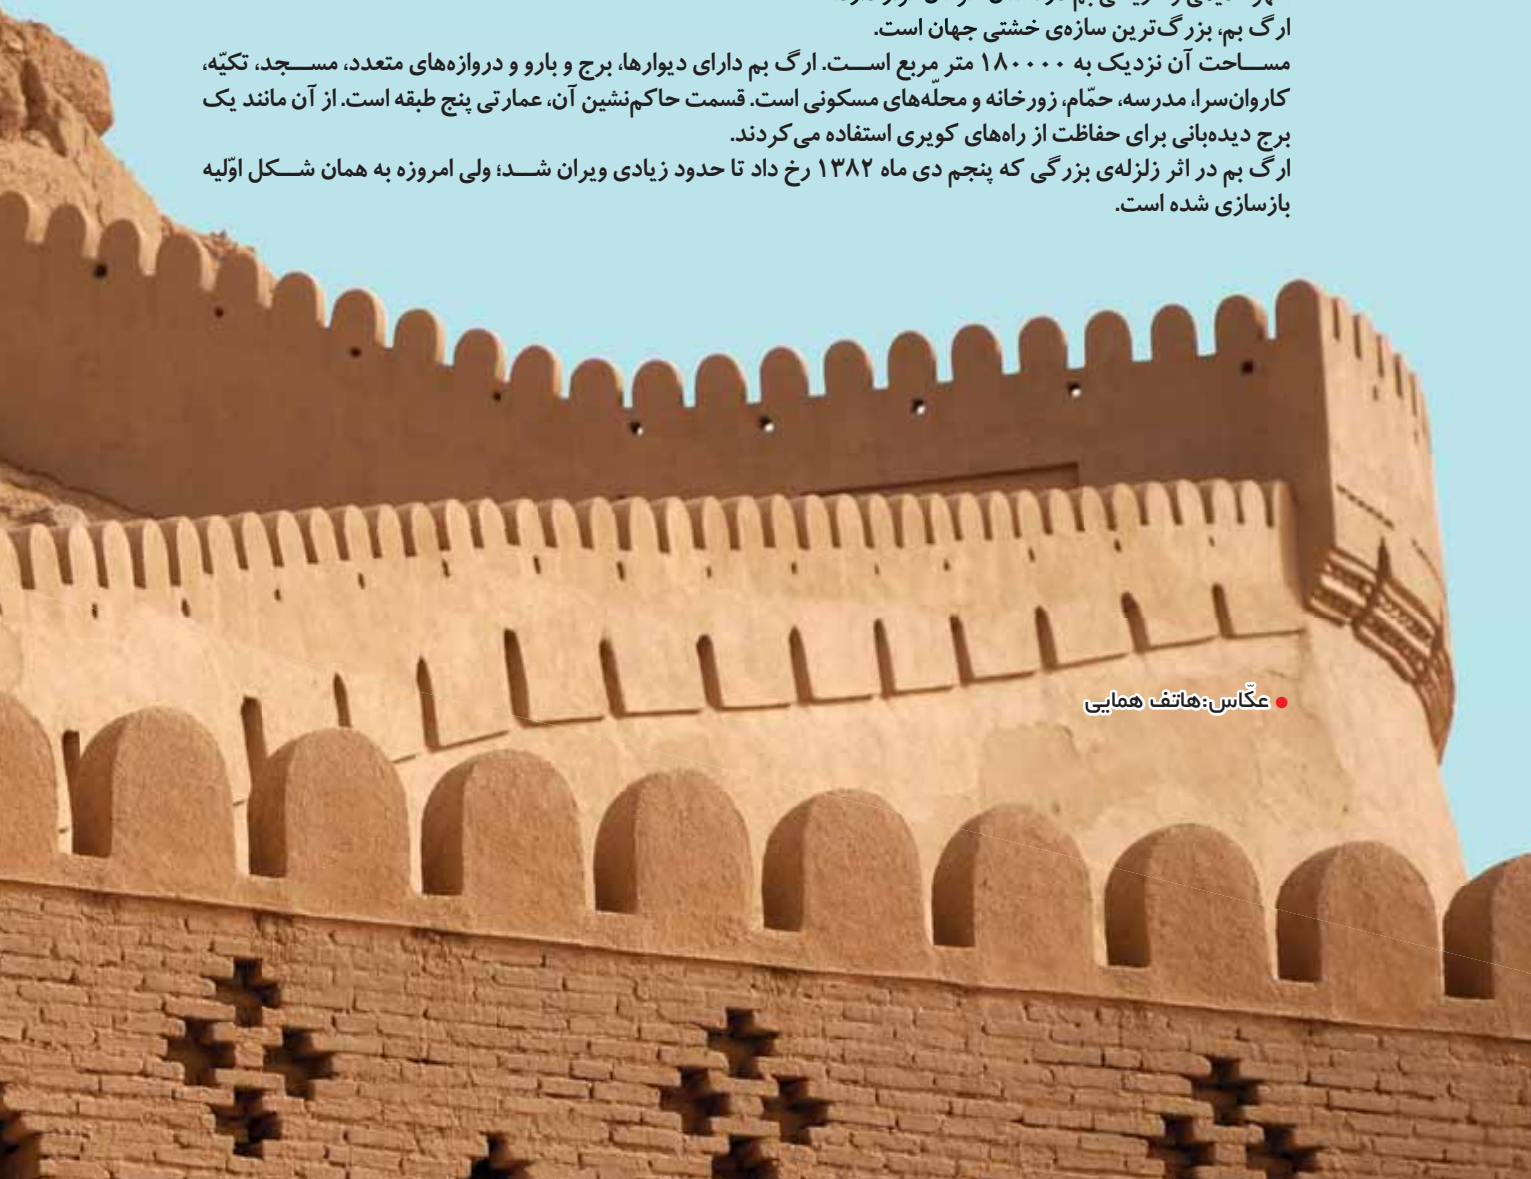 ارگ بم، بزرگ‌ترین سازه‌ی خشتی جهان است.
مساحت آن نزدیک به ۱۸۰۰۰۰ متر مربع است. ارگ بم دارای دیوارها، برج و بارو و دروازه‌های متعدد، مسجد، تکیّه،
کاروان‌سرا، مدرسه، حمّام، زورخانه و محلّه‌های مسکونی است. قسمت حاکم‌نشین آن، عمارتی پنج طبقه است. از آن مانند یک
برج دیده‌بانی برای حفاظت از راه‌های کویری استفاده می‌کردند.
ارگ بم در اثر زلزله‌ی بزرگی که پنجم دی ماه ۱۳۸۲ رخ داد تا حدود زیادی ویران شد؛ ولی امروزه به همان شکل اوّلیه
بازسازی شده است.
عکّاس:هاتف همایی